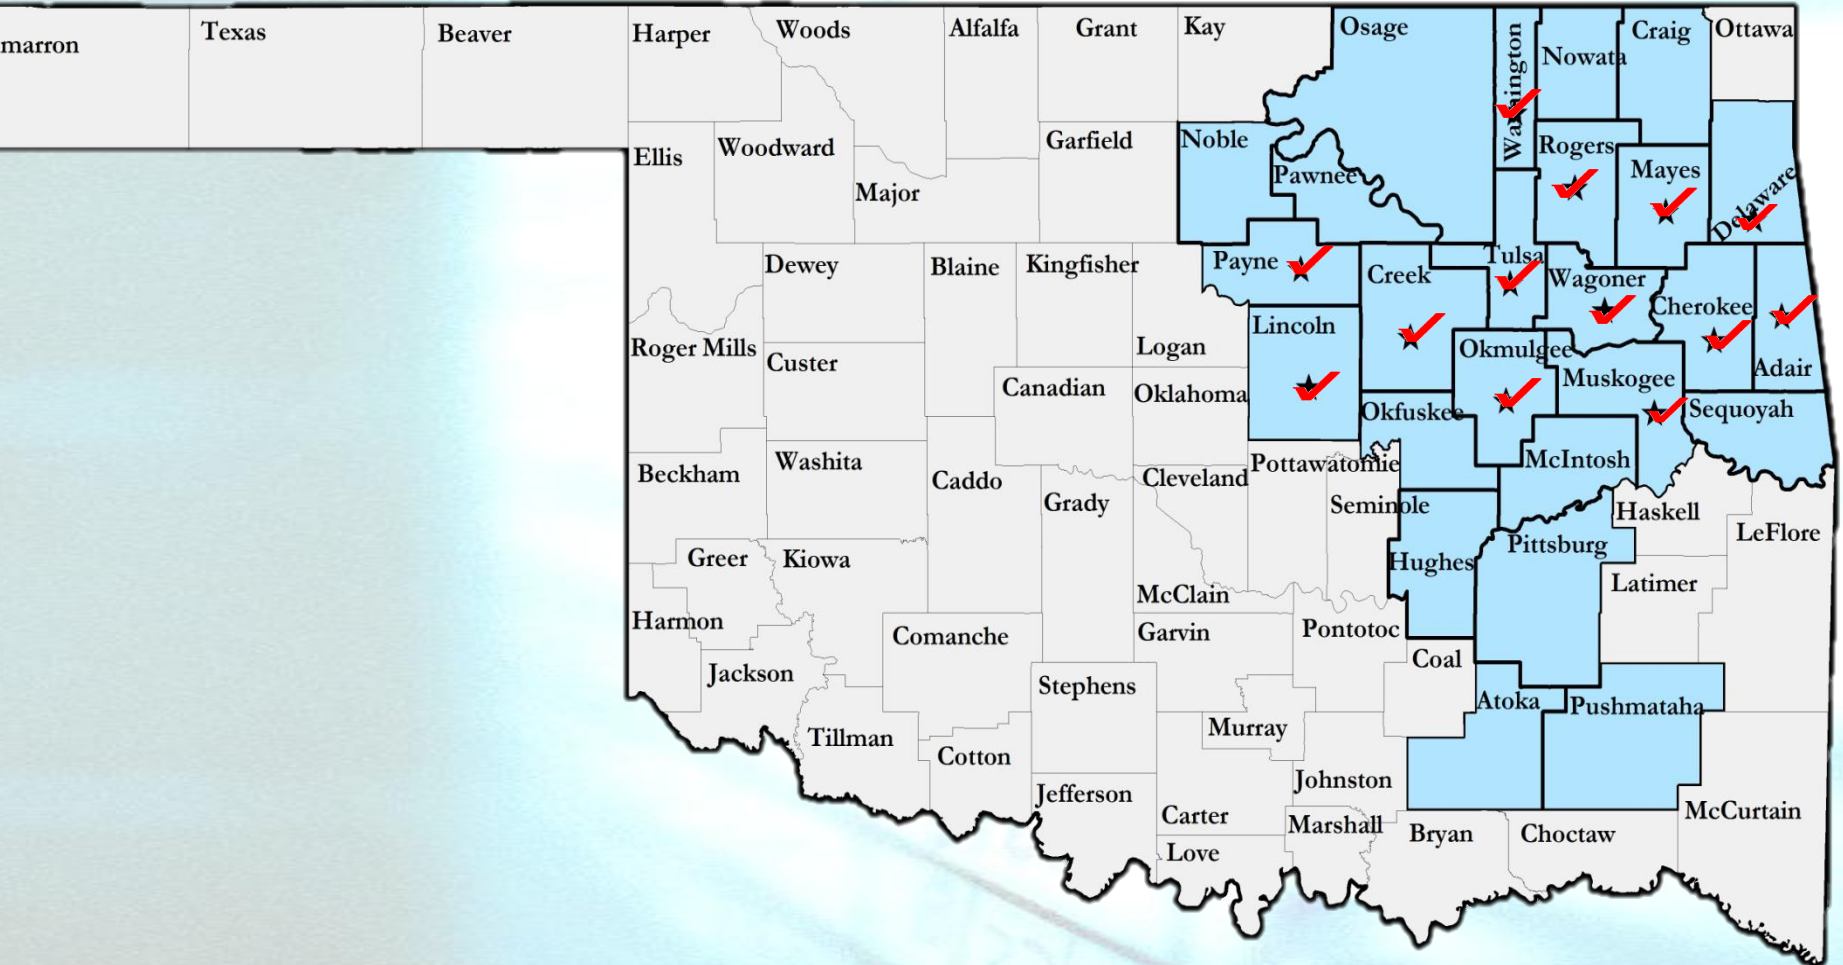 marron
Texas
Beaver
Harper
Woods
Alfalfa
Grant
Kay
Osage
Nowata
Craig
Ottawa
Ellis
Woodward
Major
Garfield
Noble
Pawnee
Rogers
Mayes
Delaware
Dewey
Blaine
Kingfisher
Payne
Creek
Tulsa
Wagoner
Cherokee
Adair
Roger Mills
Custer
Logan
Lincoln
Okmulgee
Muskogee
Sequoyah
Canadian
Oklahoma
Okfuskee
McIntosh
Beckham
Washita
Caddo
Grady
Cleveland
Pottawatomie
Seminole
Hughes
Pittsburg
Haskell
LeFlore
Greer
Kiowa
McClain
Latimer
Harmon
Comanche
Garvin
Pontotoc
Coal
Jackson
Stephens
Atoka
Pushmataha
Tillman
Cotton
Murray
Johnston
Jefferson
Carter
Marshall
Bryan
Choctaw
McCurtain
Love